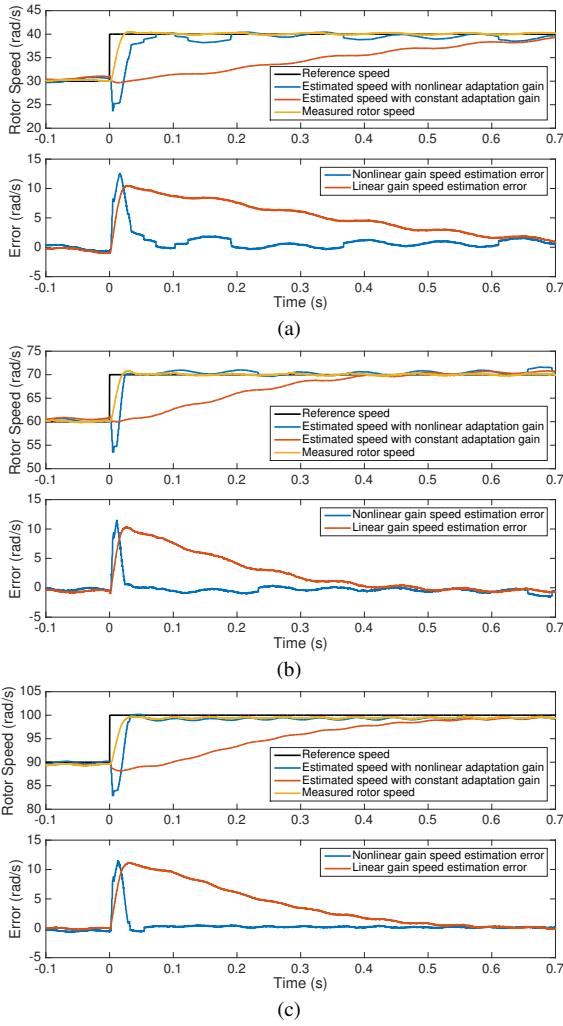 45
40
35
30
25
20
Rotor Speed (rad/s)
Reference speed
Estimated speed with nonlinear adaptation gain
Estimated speed with constant adaptation gain
Measured rotor speed
-0.1 0 0.1 0.2 0.3 0.4 0.5 0.6 0.7
15
10
5
0
-5
Error (rad/s)
Nonlinear gain speed estimation error
Linear gain speed estimation error
-0.1 0 0.1 0.2 0.3 0.4 0.5 0.6 0.7
Time (s)
(a)
75
70
65
60
55
50
Rotor Speed (rad/s)
Reference speed
Estimated speed with nonlinear adaptation gain
Estimated speed with constant adaptation gain
Measured rotor speed
-0.1 0 0.1 0.2 0.3 0.4 0.5 0.6 0.7
15
10
5
0
-5
Error (rad/s)
Nonlinear gain speed estimation error
Linear gain speed estimation error
-0.1 0 0.1 0.2 0.3 0.4 0.5 0.6 0.7
Time (s)
(b)
105
100
95
90
85
80
Rotor Speed (rad/s)
Reference speed
Estimated speed with nonlinear adaptation gain
Estimated speed with constant adaptation gain
Measured rotor speed
-0.1 0 0.1 0.2 0.3 0.4 0.5 0.6 0.7
15
10
5
0
-5
Error (rad/s)
Nonlinear gain speed estimation error
Linear gain speed estimation error
-0.1 0 0.1 0.2 0.3 0.4 0.5 0.6 0.7
Time (s)
(c)